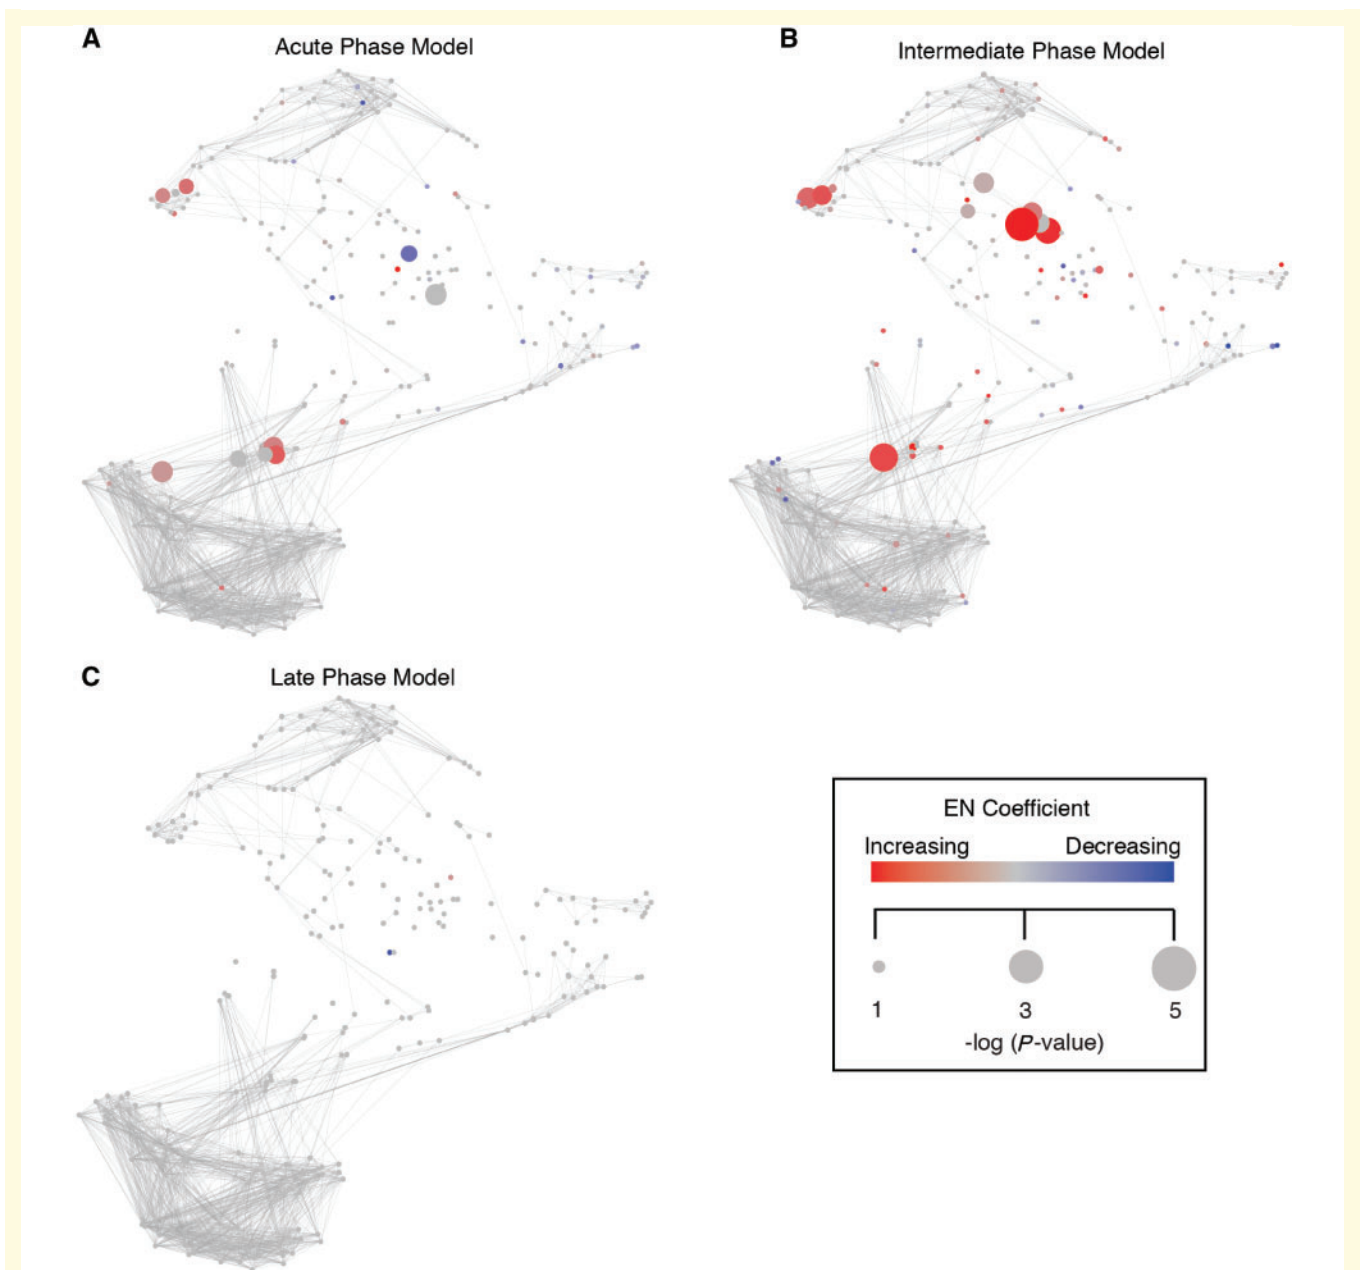 A
Acute Phase Model
B
Intermediate Phase Model
C
Late Phase Model
EN Coefficient
Increasing Decreasing
1 3 5
-log (P-value)